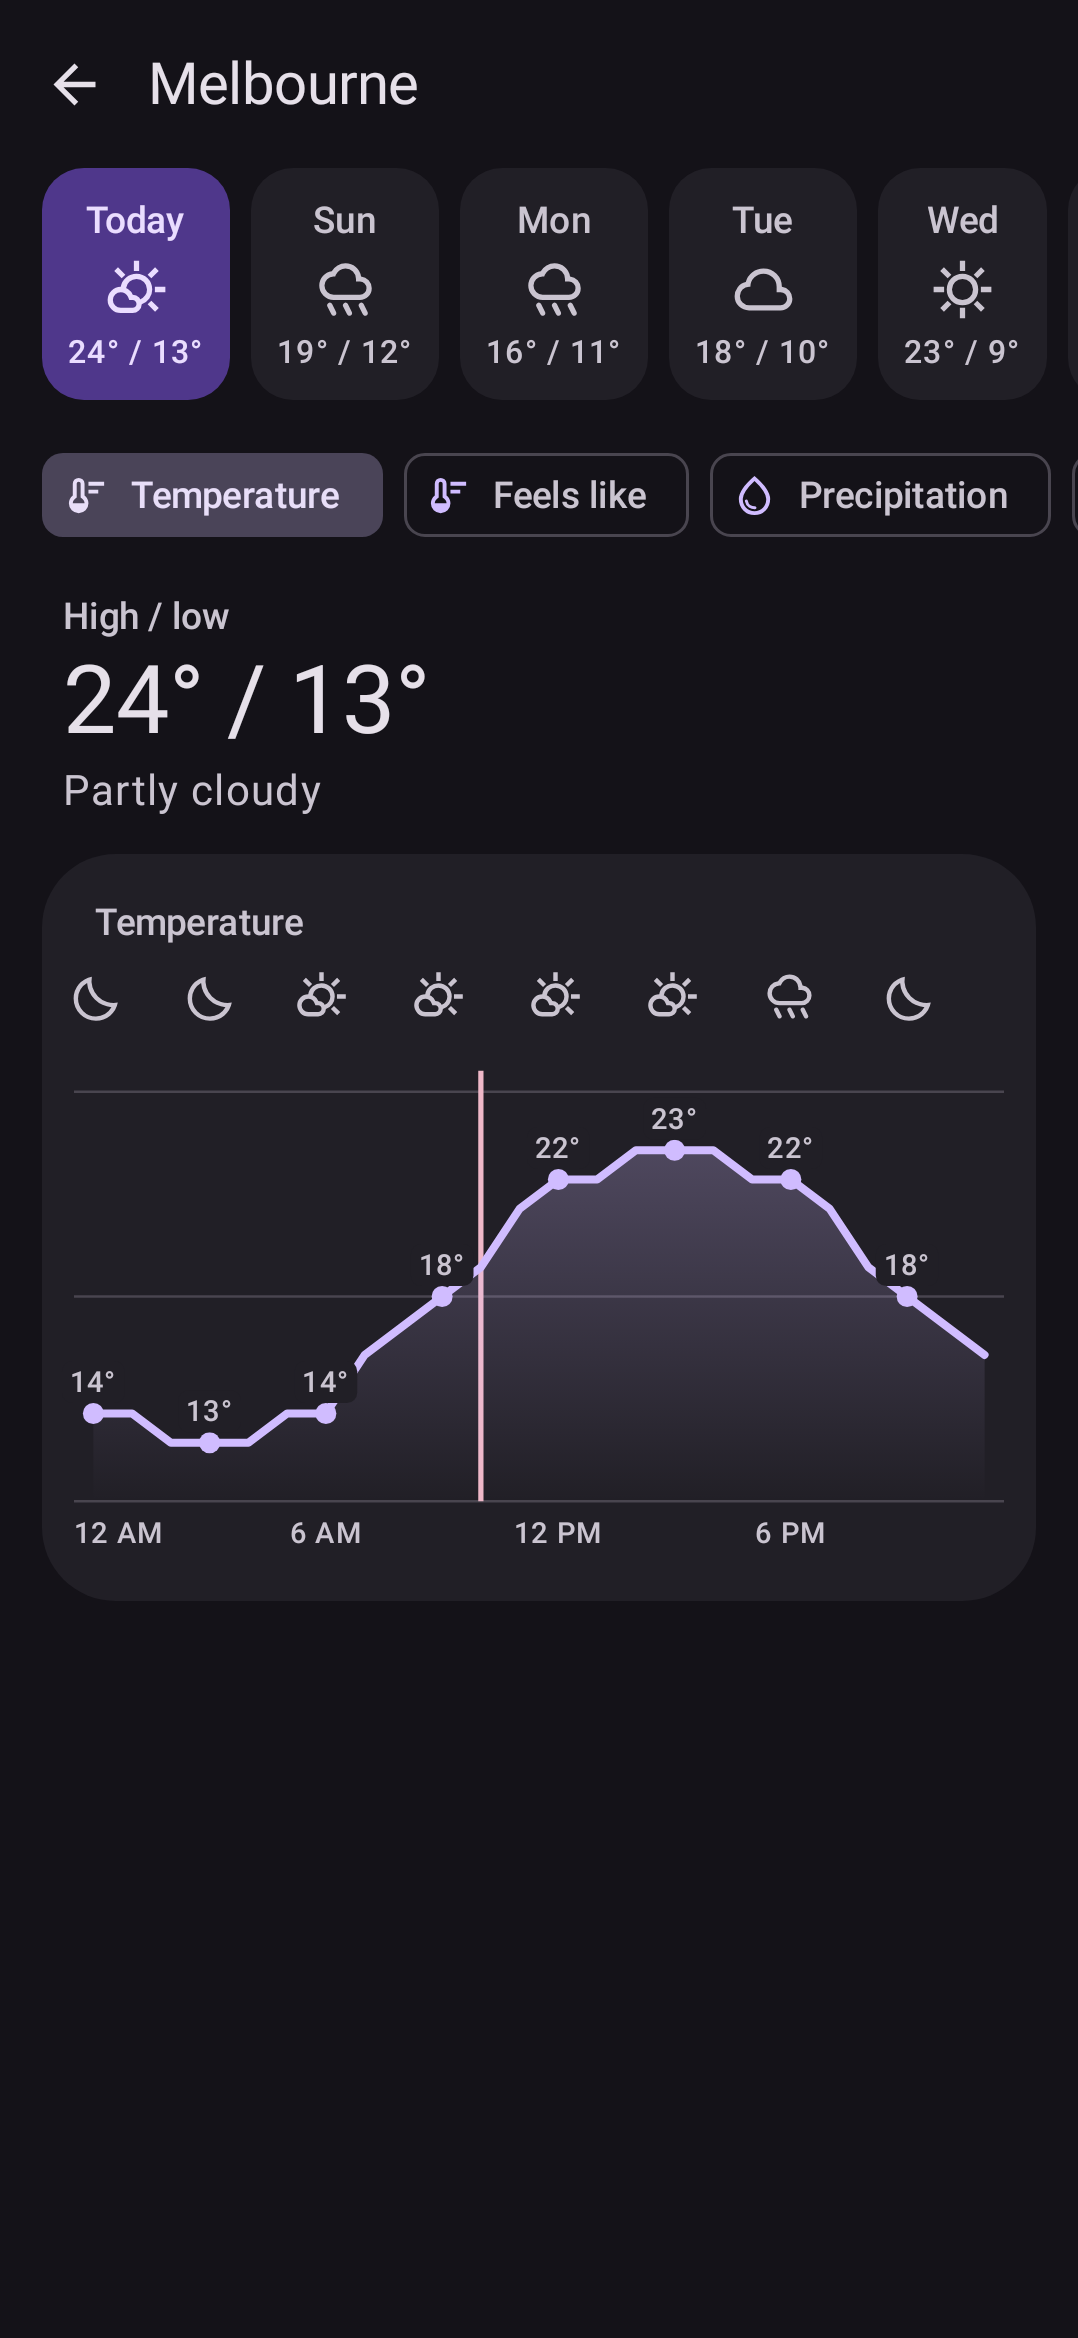 Melbourne
Today
24° / 13°
Sun
19° / 12°
Mon
16° / 11°
Tue
18° / 10°
Wed
23° / 9°
Temperature
Feels like
Precipitation
High / low
24° / 13°
Partly cloudy
Temperature
14°
13°
14°
18°
22°
23°
22°
18°
12 AM
6 AM
12 PM
6 PM